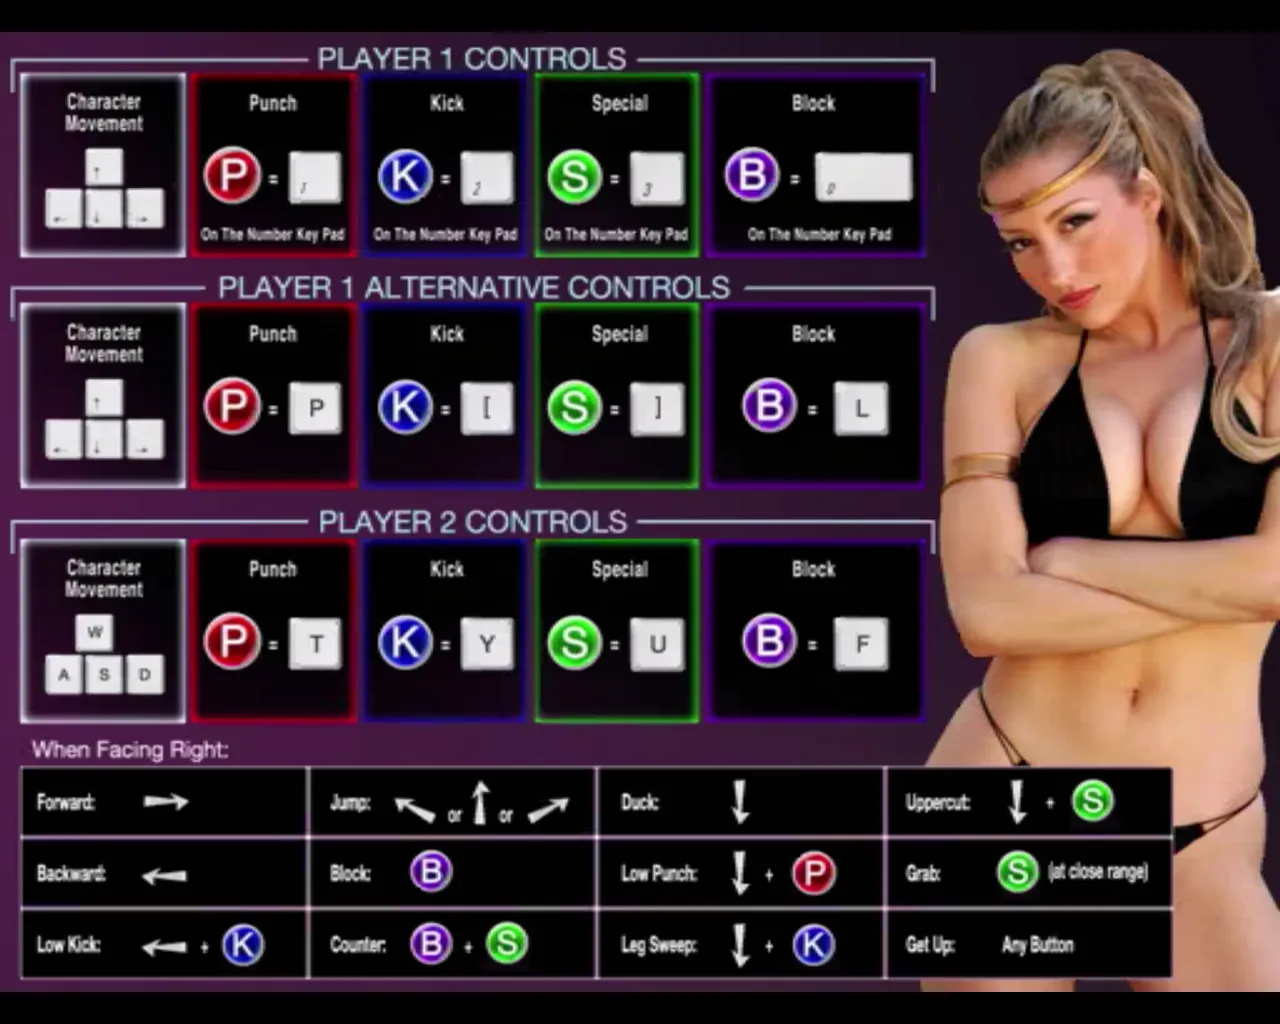 PLAYER 1 CONTROLS
Character
Movement
↑
← ↓ →
Punch
P = 1
On The Number Key Pad
Kick
K = 2
On The Number Key Pad
Special
S = 3
On The Number Key Pad
Block
B = 0
On The Number Key Pad
PLAYER 1 ALTERNATIVE CONTROLS
Character
Movement
↑
← ↓ →
Punch
P = P
Kick
K = [
Special
S = ]
Block
B = L
PLAYER 2 CONTROLS
Character
Movement
W
A S D
Punch
P = T
Kick
K = Y
Special
S = U
Block
B = F
When Facing Right:
Forward: →
Jump: ↖ or ↑ or ↗
Duck: ↓
Uppercut: ↓ + S
Backward: ←
Block: B
Low Punch: ↓ + P
Grab: S (at close range)
Low Kick: ← + K
Counter: B + S
Leg Sweep: ↓ + K
Get Up: Any Button